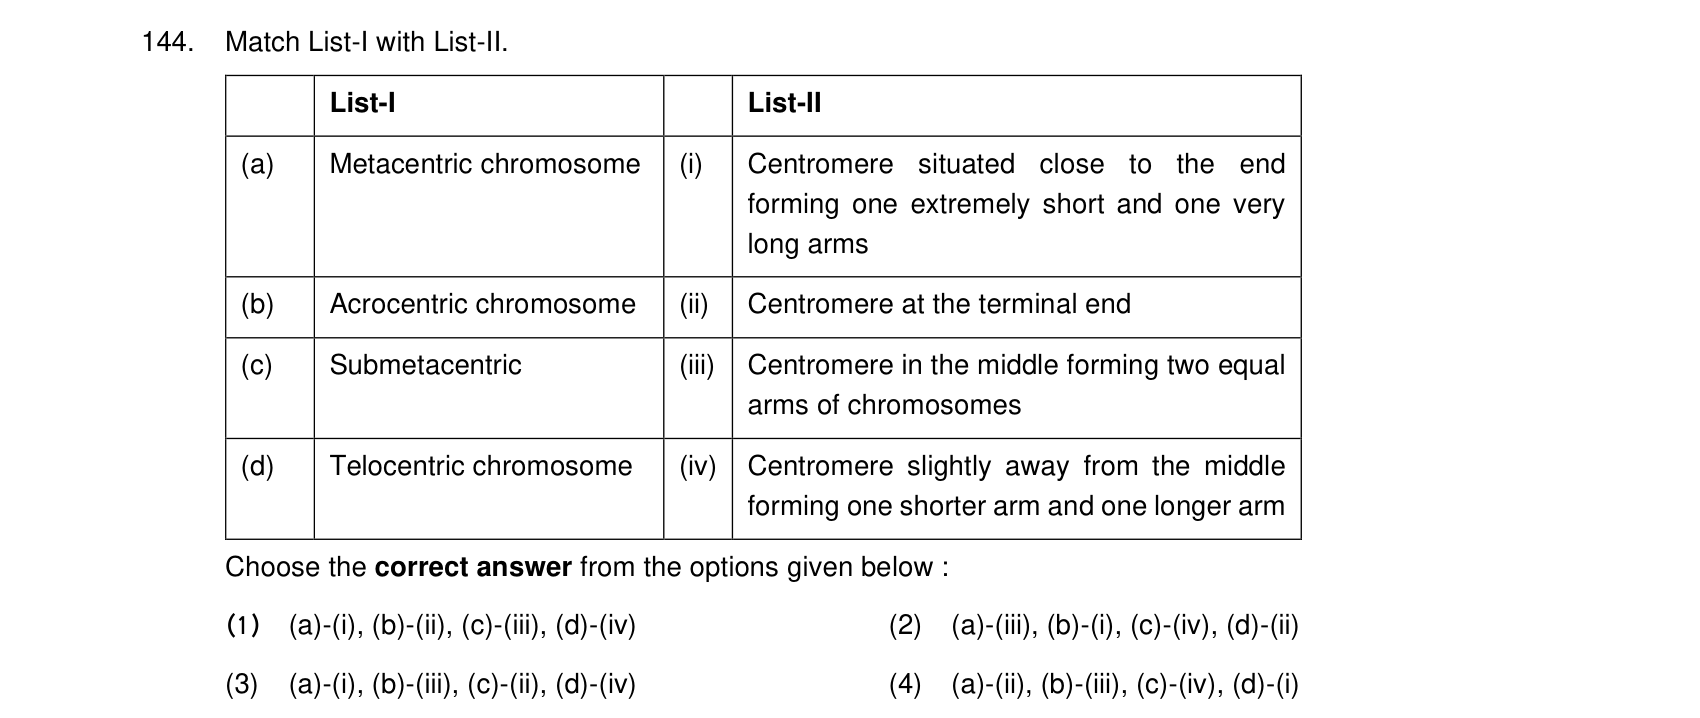 144. Match List-I with List-II.
List-I List-II
(a) Metacentric chromosome (i) Centromere situated close to the end
forming one extremely short and one very
long arms
(b) Acrocentric chromosome (ii) Centromere at the terminal end
(c) Submetacentric (iii) Centromere in the middle forming two equal
arms of chromosomes
(d) Telocentric chromosome (iv) Centromere slightly away from the middle
forming one shorter arm and one longer arm
Choose the correct answer from the options given below :
(1) (a)-(i), (b)-(ii), (c)-(iii), (d)-(iv) (2) (a)-(iii), (b)-(i), (c)-(iv), (d)-(ii)
(3) (a)-(i), (b)-(iii), (c)-(ii), (d)-(iv) (4) (a)-(ii), (b)-(iii), (c)-(iv), (d)-(i)